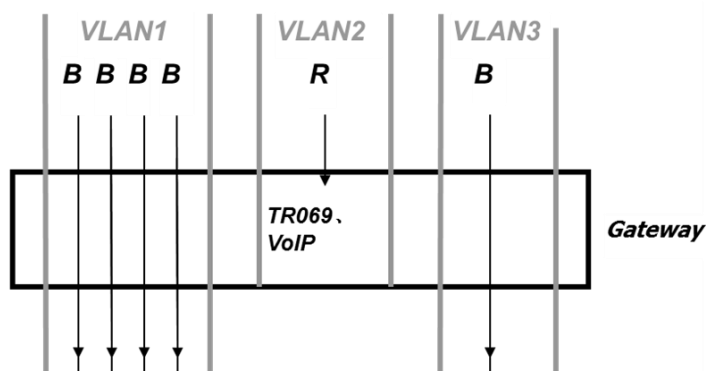 VLAN1 VLAN2 VLAN3
B B B B R B
TR069、
VoIP
Gateway